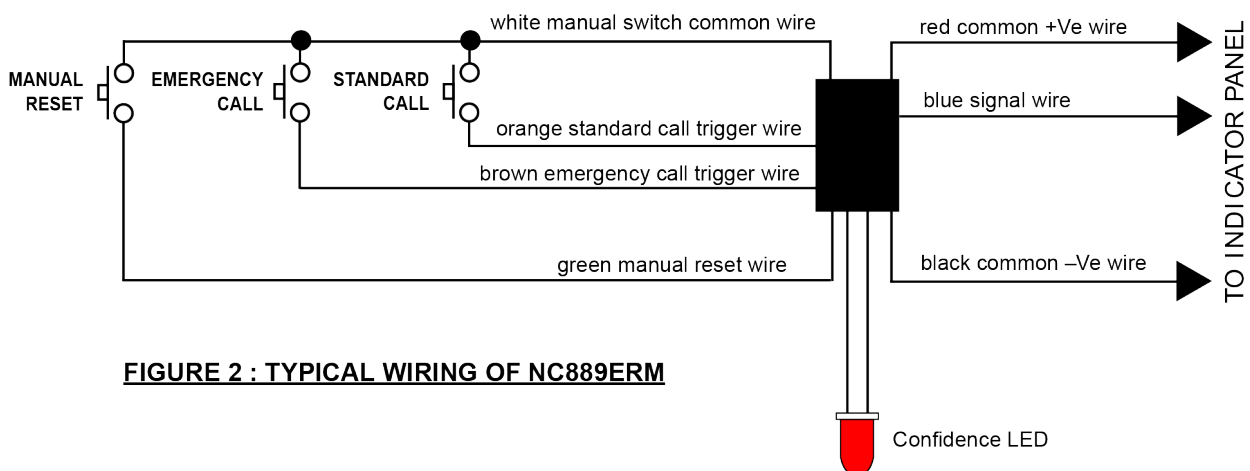 white manual switch common wire
red common +Ve wire
MANUAL
RESET
EMERGENCY
CALL
STANDARD
CALL
blue signal wire
orange standard call trigger wire
brown emergency call trigger wire
green manual reset wire
black common –Ve wire
TO INDICATOR PANEL
FIGURE 2 : TYPICAL WIRING OF NC889ERM
Confidence LED